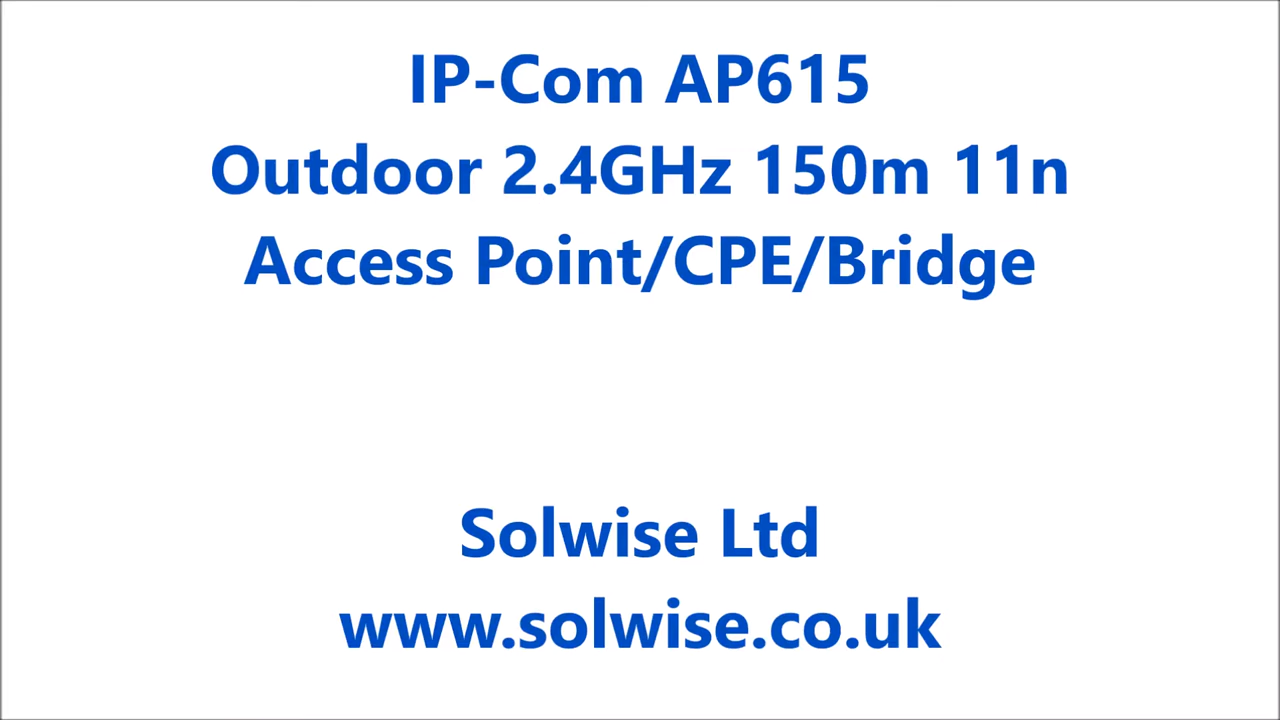 IP-Com AP615
Outdoor 2.4GHz 150m 11n
Access Point/CPE/Bridge
Solwise Ltd
www.solwise.co.uk